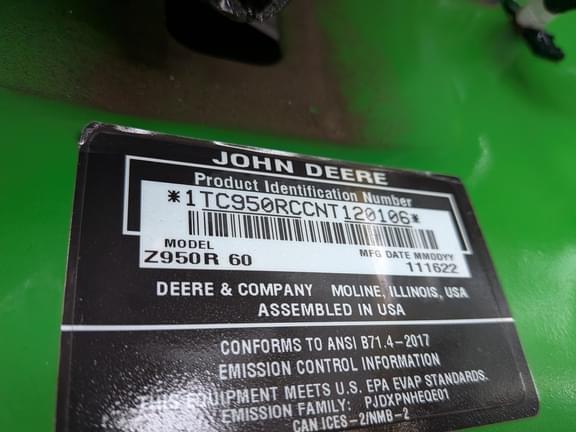 JOHN DEERE
Product Identification Number
*1TC950RCCNT120106*
MODEL MFG DATE MMDDYY
Z950R 60 111622
DEERE & COMPANY MOLINE, ILLINOIS, USA
ASSEMBLED IN USA
CONFORMS TO ANSI B71.4-2017
EMISSION CONTROL INFORMATION
THIS EQUIPMENT MEETS U.S. EPA EVAP STANDARDS.
EMISSION FAMILY: PJDXPNHEQE01
CAN ICES-2/NMB-2